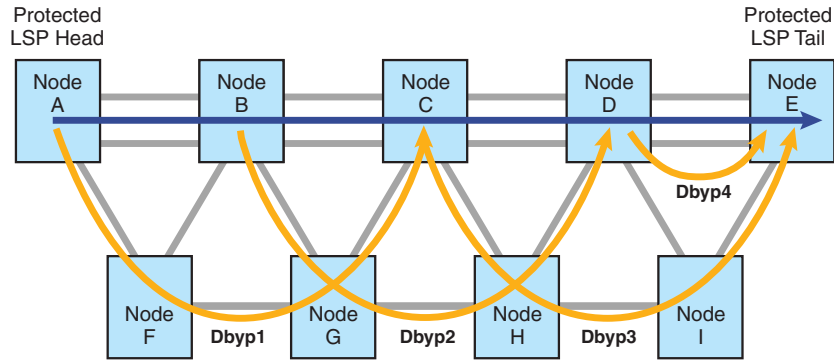 Protected
LSP Head
Protected
LSP Tail
Node
A
Node
B
Node
C
Node
D
Node
E
Dbyp4
Node
F
Node
G
Node
H
Node
I
Dbyp1
Dbyp2
Dbyp3